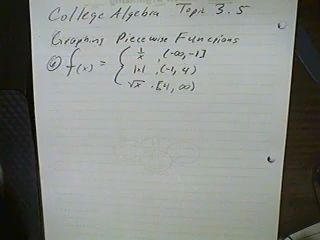 College Algebra Topic 3.5
Graphing Piecewise Functions
f(x) = { 1/x , (-∞, -1]
|x| , (-1, 4)
√x , [4, ∞)